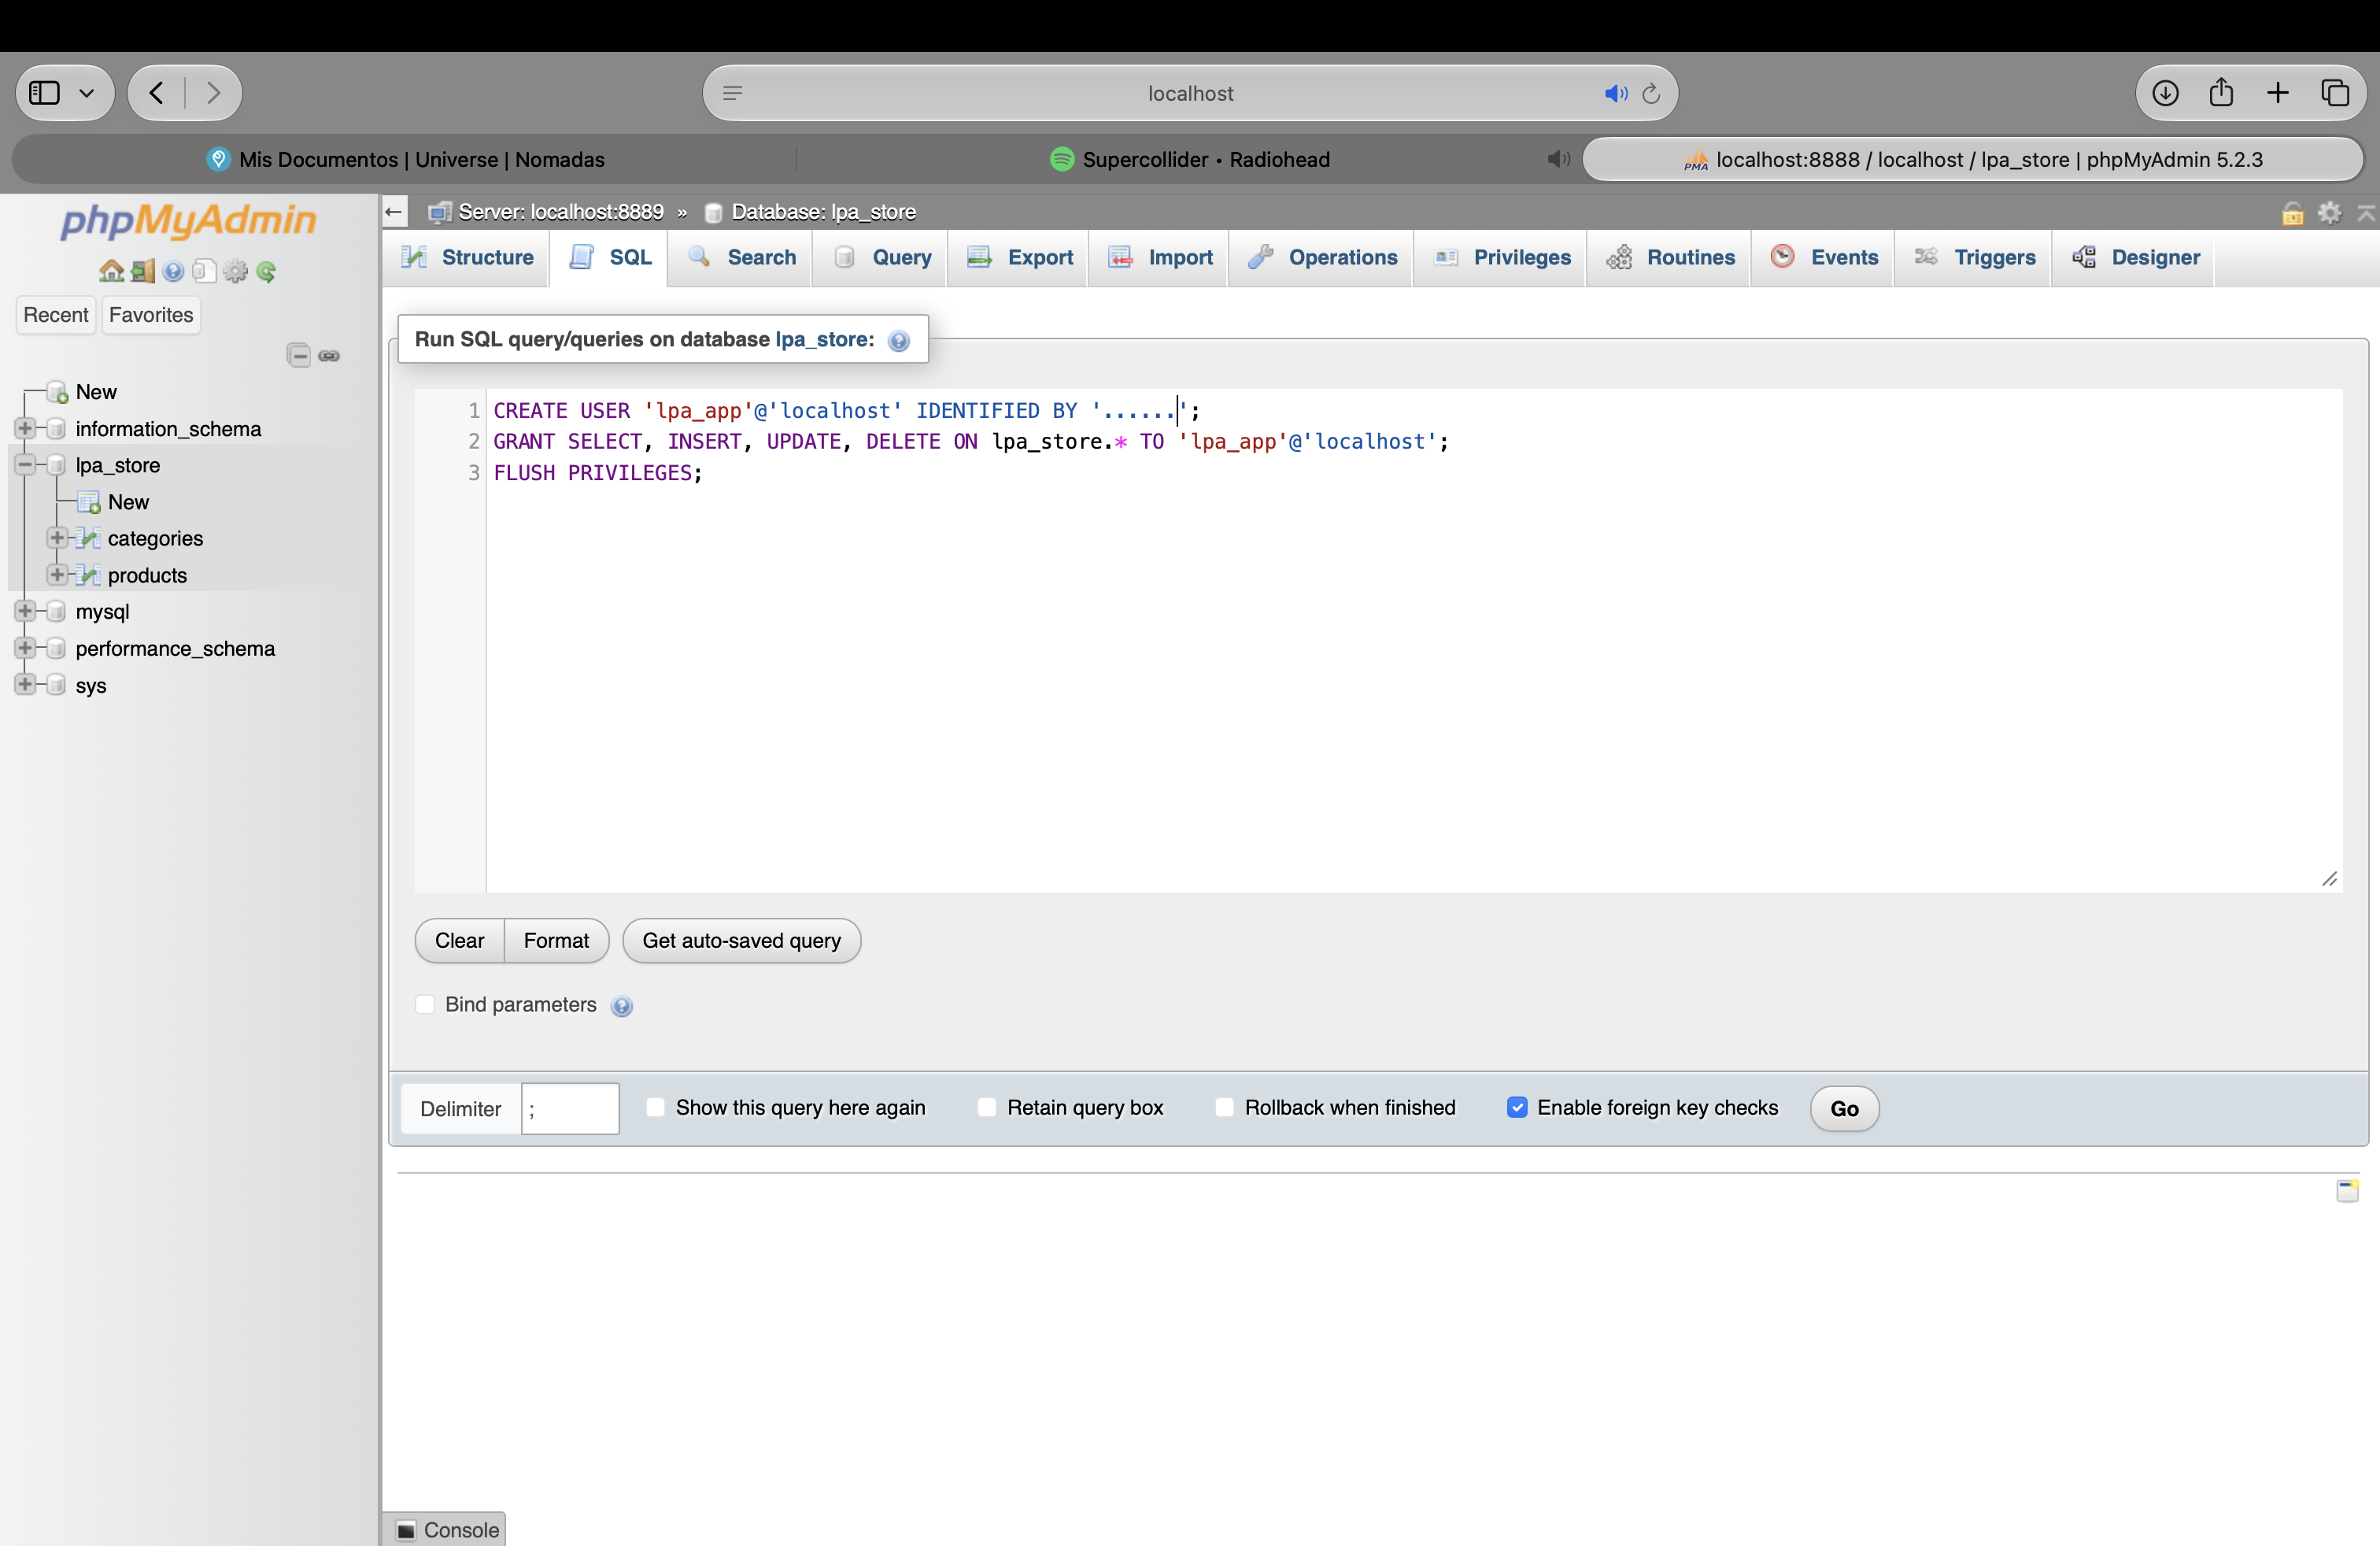 localhost
Mis Documentos | Universe | Nomadas
Supercollider • Radiohead
PMA
localhost:8888 / localhost / lpa_store | phpMyAdmin 5.2.3
phpMyAdmin
Server: localhost:8889 » Database: lpa_store
Structure
SQL
Search
Query
Export
Import
Operations
Privileges
Routines
Events
Triggers
Designer
Recent
Favorites
New
information_schema
lpa_store
New
categories
products
mysql
performance_schema
sys
Run SQL query/queries on database lpa_store:
1 CREATE USER 'lpa_app'@'localhost' IDENTIFIED BY '......';
2 GRANT SELECT, INSERT, UPDATE, DELETE ON lpa_store.* TO 'lpa_app'@'localhost';
3 FLUSH PRIVILEGES;
Clear
Format
Get auto-saved query
Bind parameters
Delimiter ;
Show this query here again
Retain query box
Rollback when finished
Enable foreign key checks
Go
Console